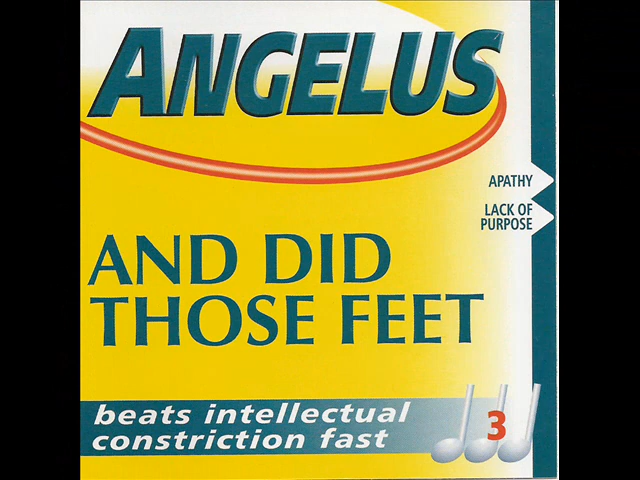 ANGELUS
APATHY
LACK OF
PURPOSE
AND DID
THOSE FEET
beats intellectual
constriction fast
3